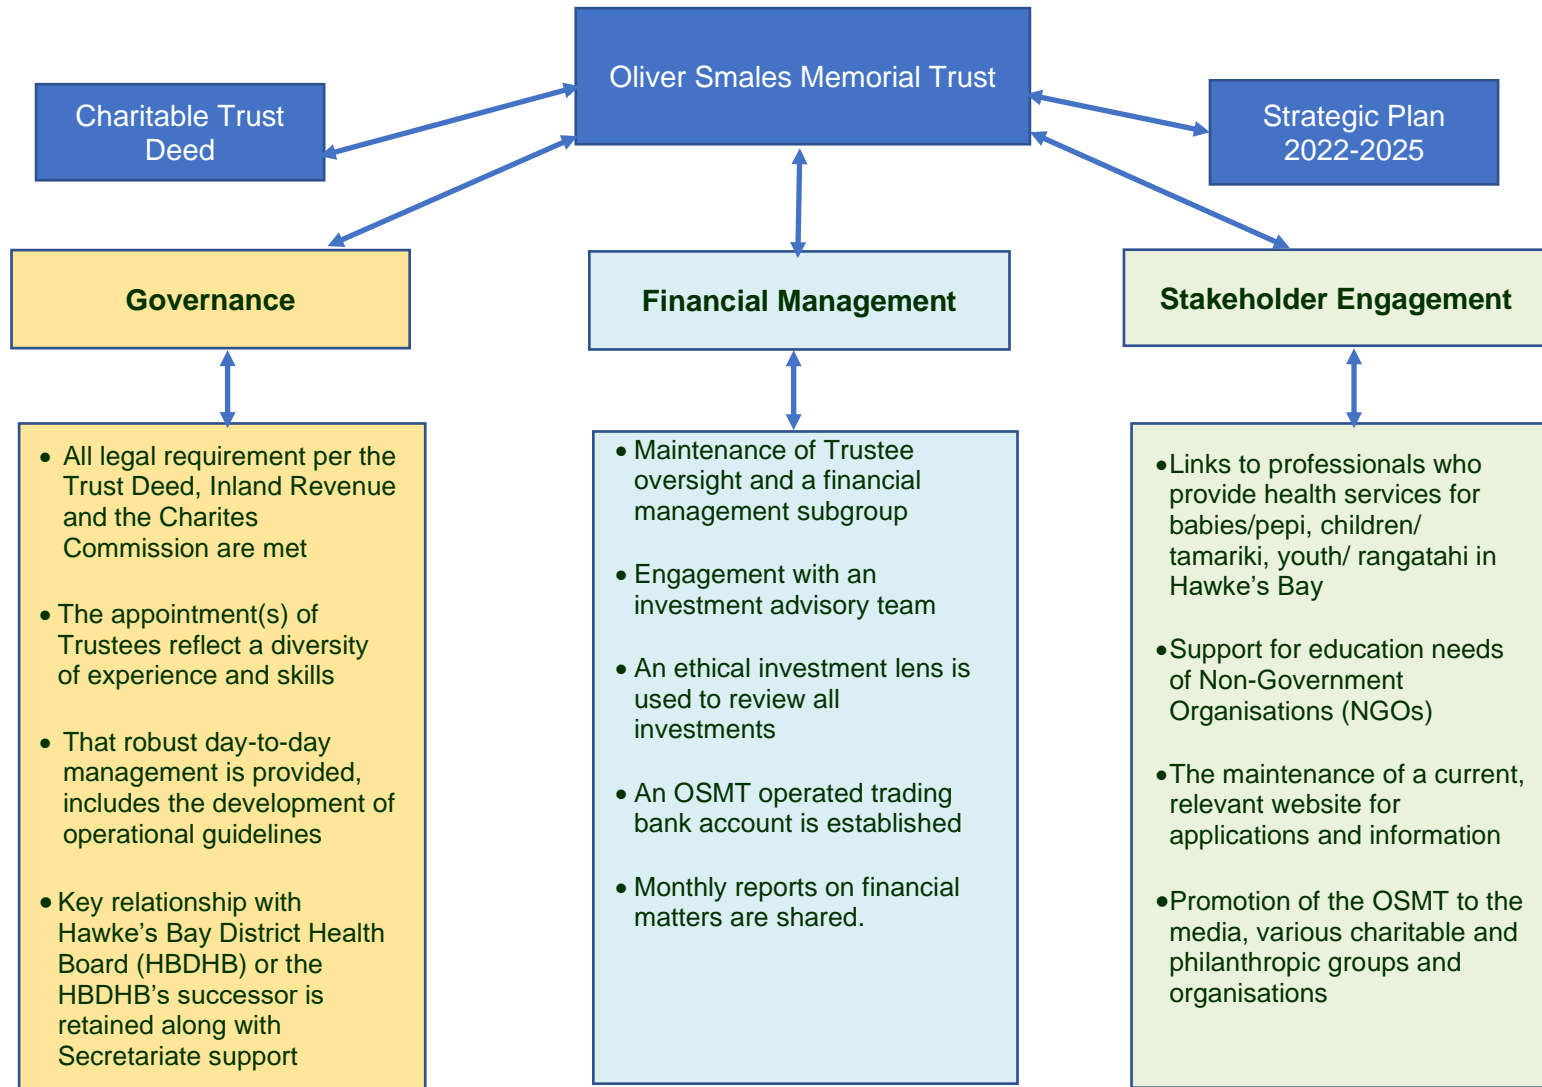 Oliver Smales Memorial Trust
Charitable Trust
Deed
Strategic Plan
2022-2025
Governance
All legal requirement per the
Trust Deed, Inland Revenue
and the Charites
Commission are met
The appointment(s) of
Trustees reflect a diversity
of experience and skills
That robust day-to-day
management is provided,
includes the development of
operational guidelines
Key relationship with
Hawke’s Bay District Health
Board (HBDHB) or the
HBDHB’s successor is
retained along with
Secretariate support
Financial Management
Maintenance of Trustee
oversight and a financial
management subgroup
Engagement with an
investment advisory team
An ethical investment lens is
used to review all
investments
An OSMT operated trading
bank account is established
Monthly reports on financial
matters are shared.
Stakeholder Engagement
Links to professionals who
provide health services for
babies/pepi, children/
tamariki, youth/ rangatahi in
Hawke’s Bay
Support for education needs
of Non-Government
Organisations (NGOs)
The maintenance of a current,
relevant website for
applications and information
Promotion of the OSMT to the
media, various charitable and
philanthropic groups and
organisations